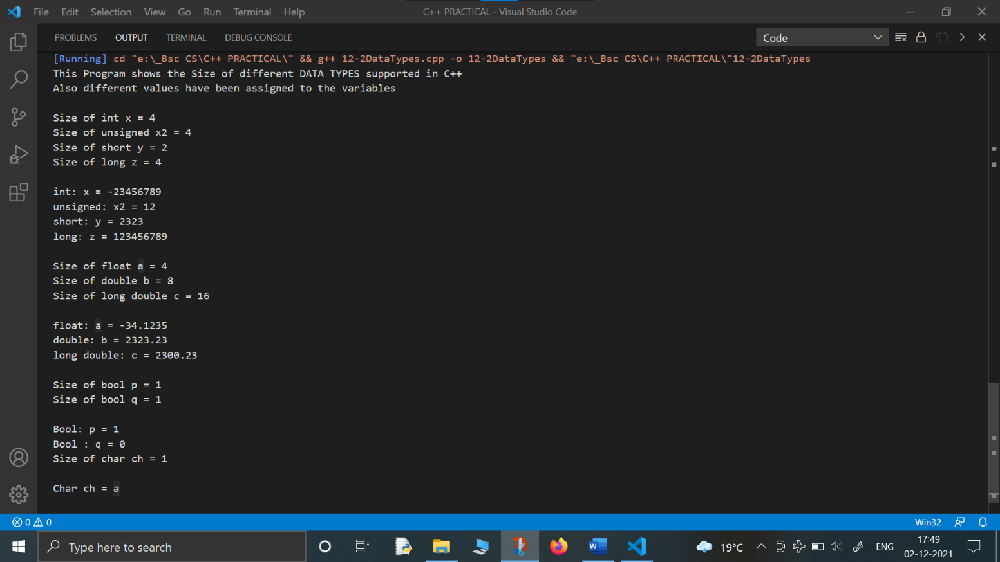 File Edit Selection View Go Run Terminal Help C++ PRACTICAL - Visual Studio Code
PROBLEMS OUTPUT TERMINAL DEBUG CONSOLE Code
[Running] cd "e:\_Bsc CS\C++ PRACTICAL\" && g++ 12-2DataTypes.cpp -o 12-2DataTypes && "e:\_Bsc CS\C++ PRACTICAL\"12-2DataTypes
This Program shows the Size of different DATA TYPES supported in C++
Also different values have been assigned to the variables
Size of int x = 4
Size of unsigned x2 = 4
Size of short y = 2
Size of long z = 4
int: x = -23456789
unsigned: x2 = 12
short: y = 2323
long: z = 123456789
Size of float a = 4
Size of double b = 8
Size of long double c = 16
float: a = -34.1235
double: b = 2323.23
long double: c = 2300.23
Size of bool p = 1
Size of bool q = 1
Bool: p = 1
Bool : q = 0
Size of char ch = 1
Char ch = a
0 0 Win32
Type here to search W 19°C ENG 17:49
02-12-2021